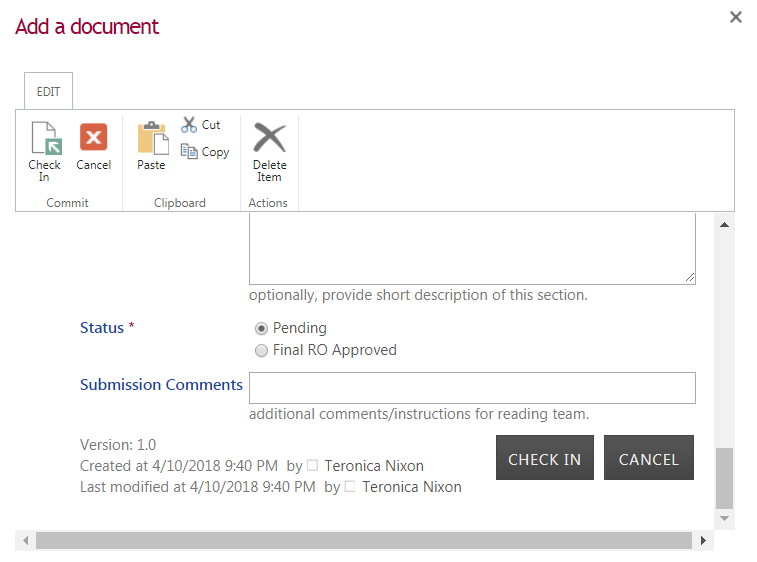 Add a document
EDIT
Check In
Cancel
Paste
Cut
Copy
Delete Item
Commit
Clipboard
Actions
optionally, provide short description of this section.
Status *
Pending
Final RO Approved
Submission Comments
additional comments/instructions for reading team.
Version: 1.0
Created at 4/10/2018 9:40 PM by Teronica Nixon
Last modified at 4/10/2018 9:40 PM by Teronica Nixon
CHECK IN
CANCEL